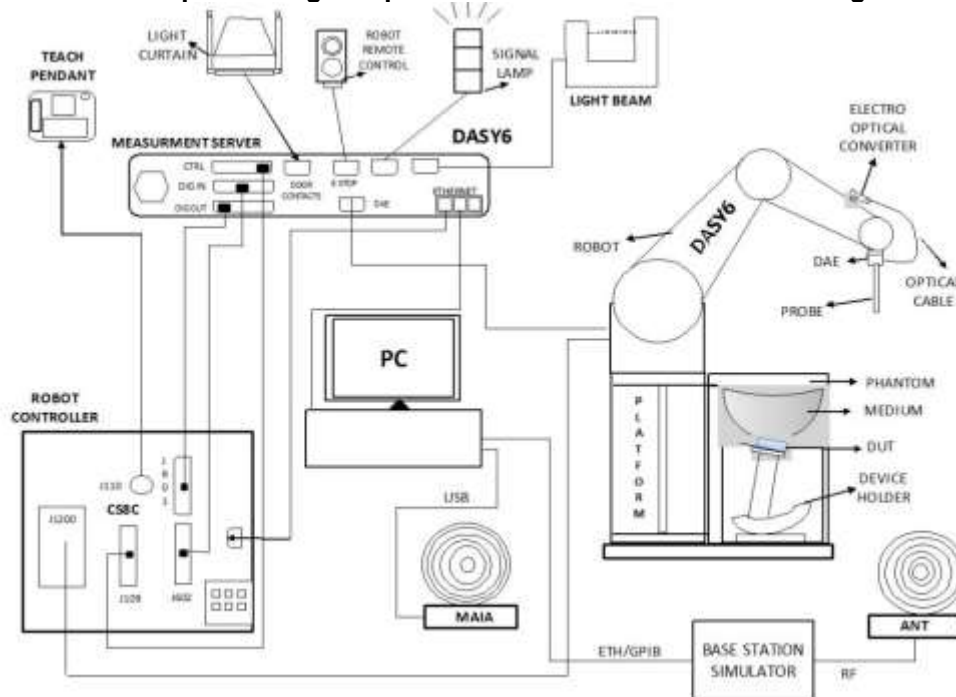 LIGHT
CURTAIN
ROBOT
REMOTE
CONTROL
SIGNAL
LAMP
LIGHT BEAM
TEACH
PENDANT
ELECTRO
OPTICAL
CONVERTER
MEASURMENT SERVER
DASY6
CTRL
DIG IN
DIGOUT
DOOR
CONTACTS
E STOP
DAE
ETHERNET
ROBOT
DASY6
DAE
OPTICAL
CABLE
PROBE
PC
PLATFORM
PHANTOM
MEDIUM
DUT
DEVICE
HOLDER
ROBOT
CONTROLLER
J110
CS8C
J1200
J109
J602
USB
MAIA
ANT
ETH/GPIB
BASE STATION
SIMULATOR
RF